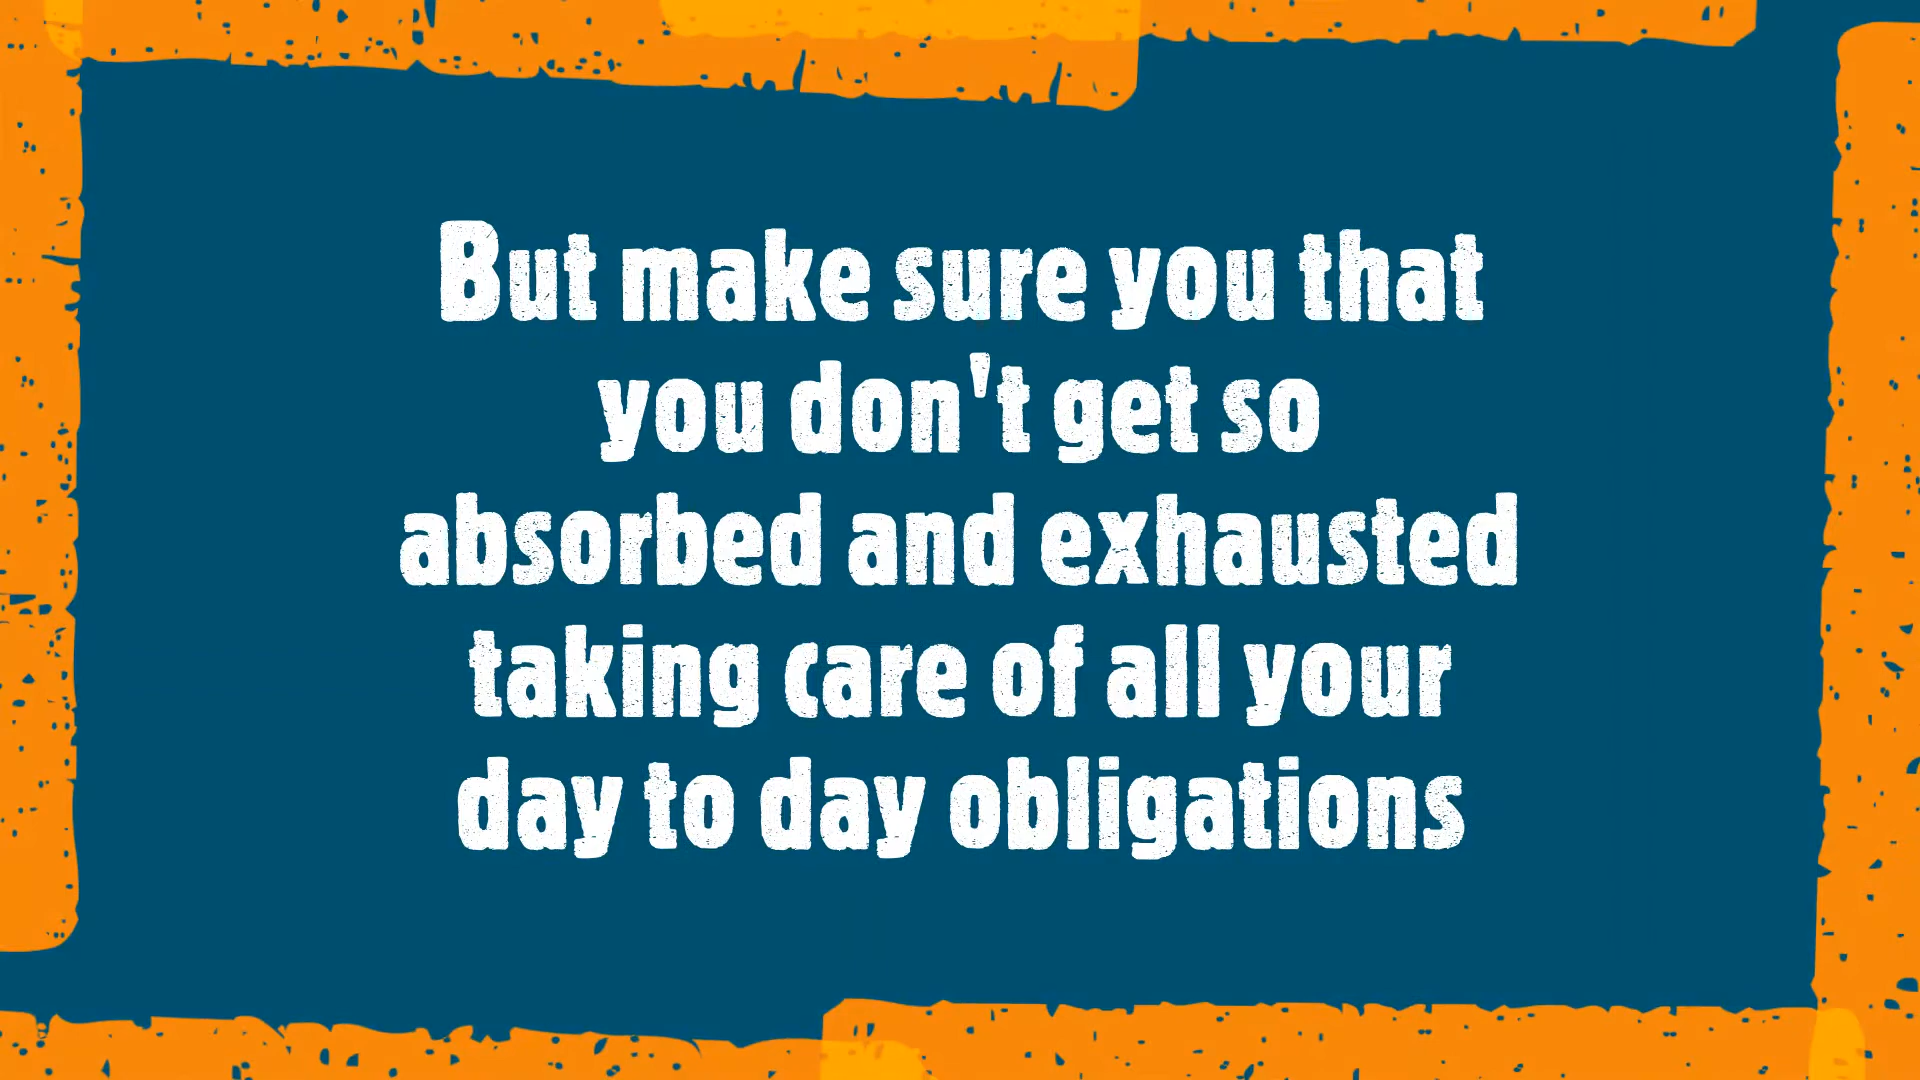 But make sure you that
you don't get so
absorbed and exhausted
taking care of all your
day to day obligations